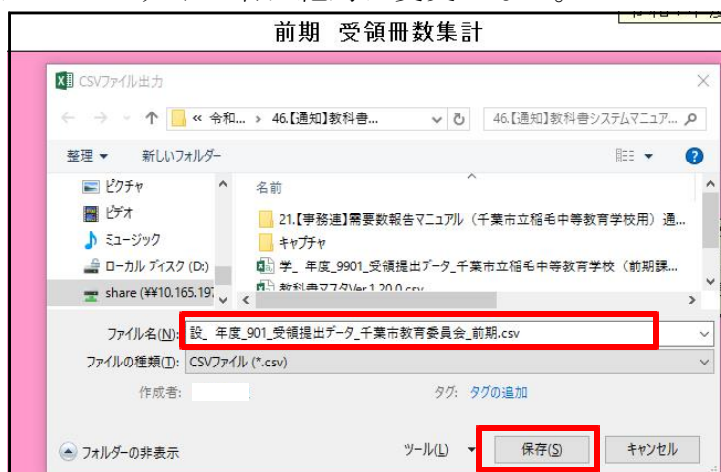 前期 受領冊数集計
CSVファイル出力
« 令和... › 46.【通知】教科書...
46.【通知】教科書システムマニュア...
整理 新しいフォルダー
ピクチャ
ビデオ
ミュージック
ローカル ディスク (D:)
share (¥¥10.165.197
名前
21.【事務連】需要数報告マニュアル（千葉市立稲毛中等教育学校用）通...
キャプチャ
学_ 年度_9901_受領提出データ_千葉市立稲毛中等教育学校（前期課...
教科書マスタVer1.20.0.csv
ファイル名(N): 設_ 年度_901_受領提出データ_千葉市教育委員会_前期.csv
ファイルの種類(T): CSVファイル (*.csv)
作成者: タグ: タグの追加
フォルダーの非表示 ツール(L) 保存(S) キャンセル